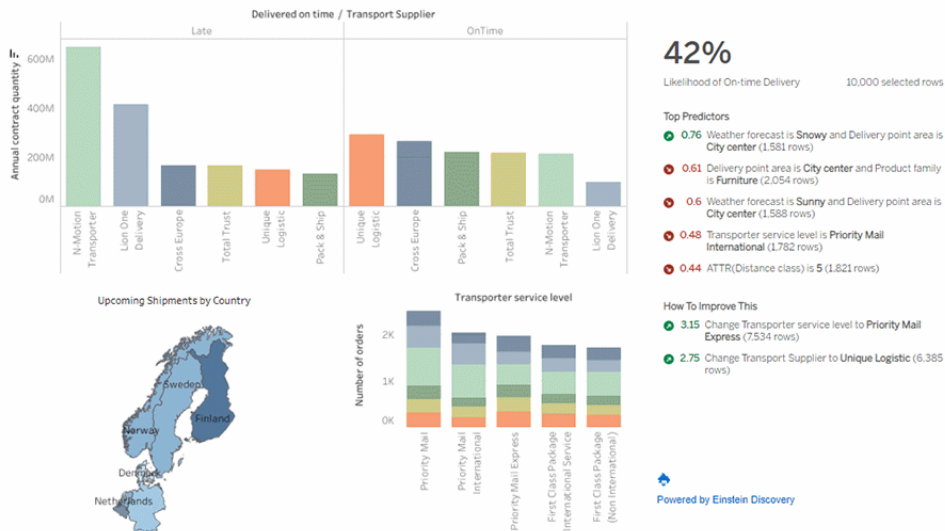 Delivered on time / Transport Supplier
Late
OnTime
Annual contract quantity
600M
400M
200M
0M
N-Motion
Transporter
Lion One
Delivery
Cross Europe
Total Trust
Unique
Logistic
Pack & Ship
Unique
Logistic
Cross Europe
Pack & Ship
Total Trust
N-Motion
Transporter
Lion One
Delivery
Upcoming Shipments by Country
Sweden
Finland
Norway
Denmark
Netherlands
Transporter service level
Number of orders
2K
1K
0K
Priority Mail
Priority Mail
International
Priority Mail Express
First Class Package
International Service
First Class Package
(Non International)
42%
Likelihood of On-time Delivery
10,000 selected rows
Top Predictors
0.76 Weather forecast is Snowy and Delivery point area is
City center (1,581 rows)
0.61 Delivery point area is City center and Product family
is Furniture (2,054 rows)
0.6 Weather forecast is Sunny and Delivery point area is
City center (1,588 rows)
0.48 Transporter service level is Priority Mail
International (1,782 rows)
0.44 ATTR(Distance class) is 5 (1,821 rows)
How To Improve This
3.15 Change Transporter service level to Priority Mail
Express (7,534 rows)
2.75 Change Transport Supplier to Unique Logistic (6,385
rows)
Powered by Einstein Discovery